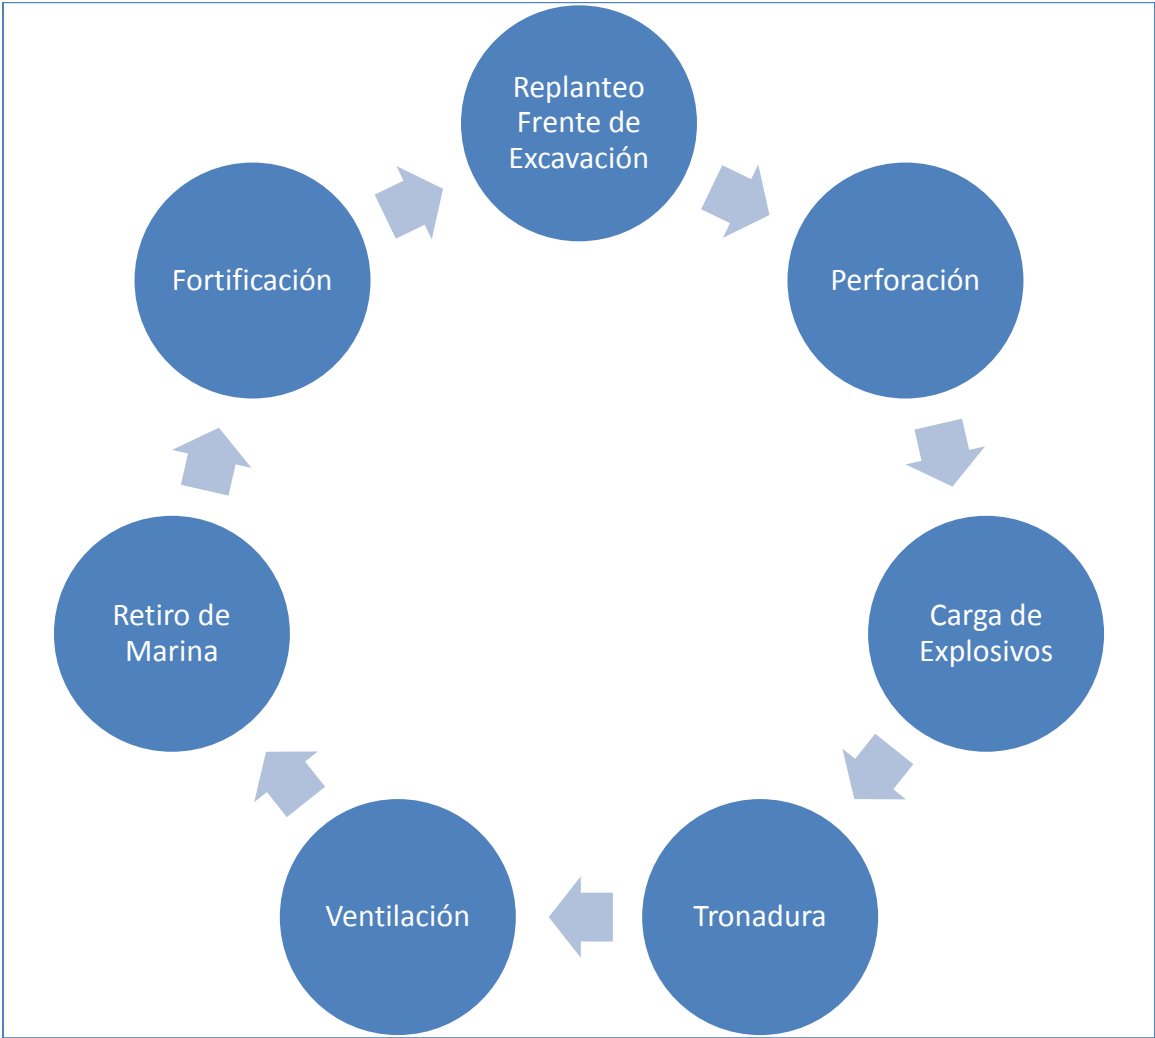 Replanteo
Frente de
Excavación
Perforación
Carga de
Explosivos
Tronadura
Ventilación
Retiro de
Marina
Fortificación